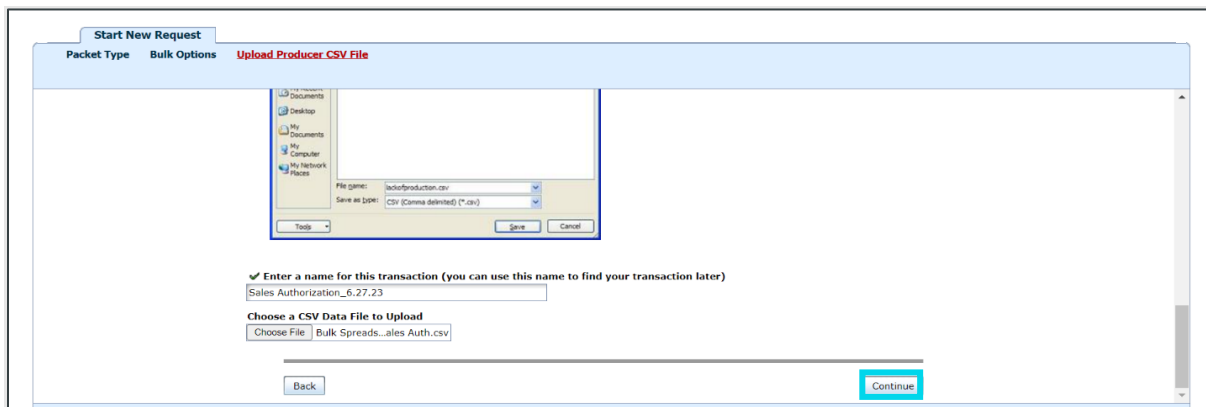 Start New Request
Packet Type Bulk Options Upload Producer CSV File
Documents
Desktop
My
Documents
My
Computer
My Network
Places
File name: lackofproduction.csv
Save as type: CSV (Comma delimited) (*.csv)
Tools Save Cancel
Enter a name for this transaction (you can use this name to find your transaction later)
Sales Authorization_6.27.23
Choose a CSV Data File to Upload
Choose File Bulk Spreads...ales Auth.csv
Back Continue